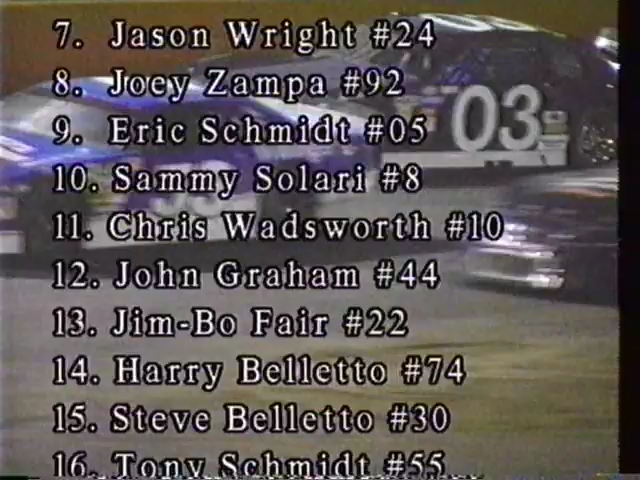 7. Jason Wright #24
03
8. Joey Zampa #92
9. Eric Schmidt #05
10. Sammy Solari #8
11. Chris Wadsworth #10
12. John Graham #44
13. Jim-Bo Fair #22
14. Harry Belletto #74
15. Steve Belletto #30
16. Tony Schmidt #55